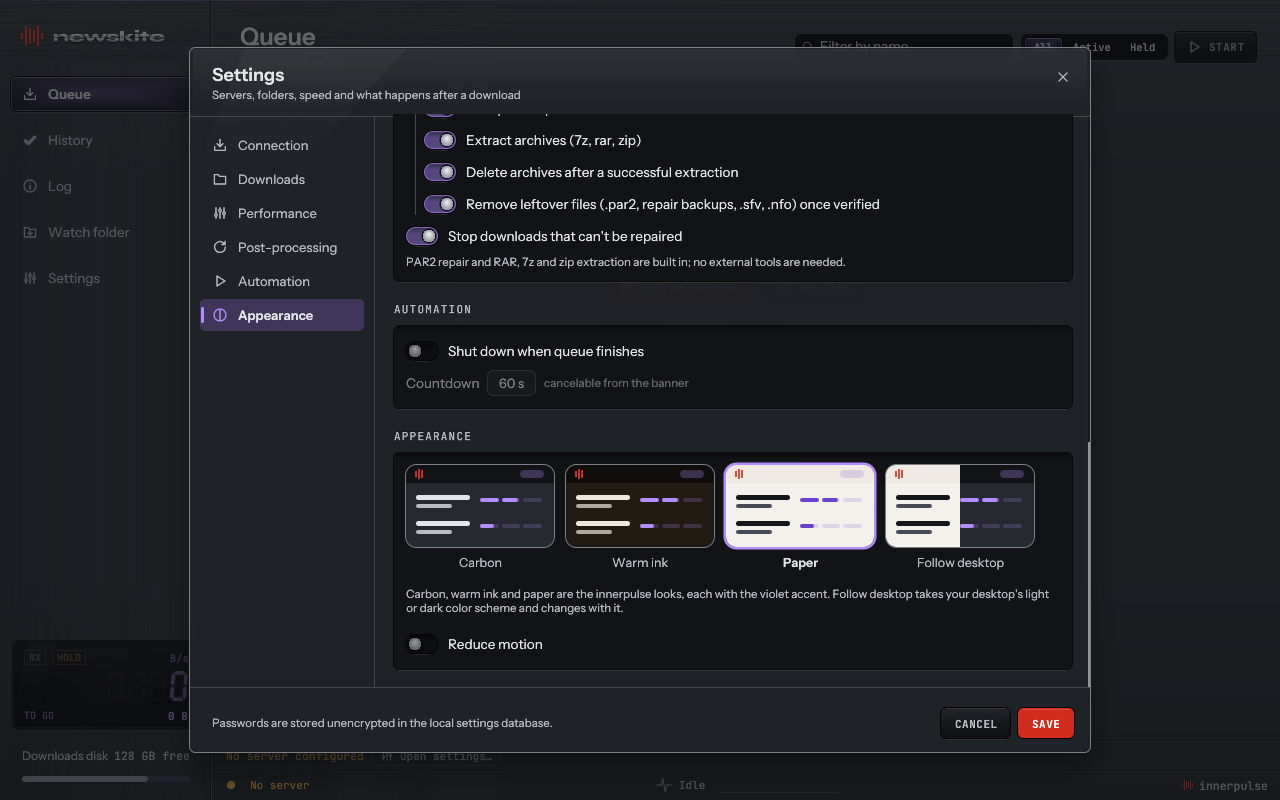 newskite
Queue
Filter by name
All
Active
Held
START
Queue
History
Log
Watch folder
Settings
Settings
Servers, folders, speed and what happens after a download
Connection
Downloads
Performance
Post-processing
Automation
Appearance
Extract archives (7z, rar, zip)
Delete archives after a successful extraction
Remove leftover files (.par2, repair backups, .sfv, .nfo) once verified
Stop downloads that can't be repaired
PAR2 repair and RAR, 7z and zip extraction are built in; no external tools are needed.
AUTOMATION
Shut down when queue finishes
Countdown 60 s cancelable from the banner
APPEARANCE
Carbon
Warm ink
Paper
Follow desktop
Carbon, warm ink and paper are the innerpulse looks, each with the violet accent. Follow desktop takes your desktop's light
or dark color scheme and changes with it.
Reduce motion
Passwords are stored unencrypted in the local settings database.
CANCEL
SAVE
RX
HOLD
B/s
0
TO GO
0 B
Downloads disk 128 GB free
No server configured
Open settings…
No server
Idle
innerpulse